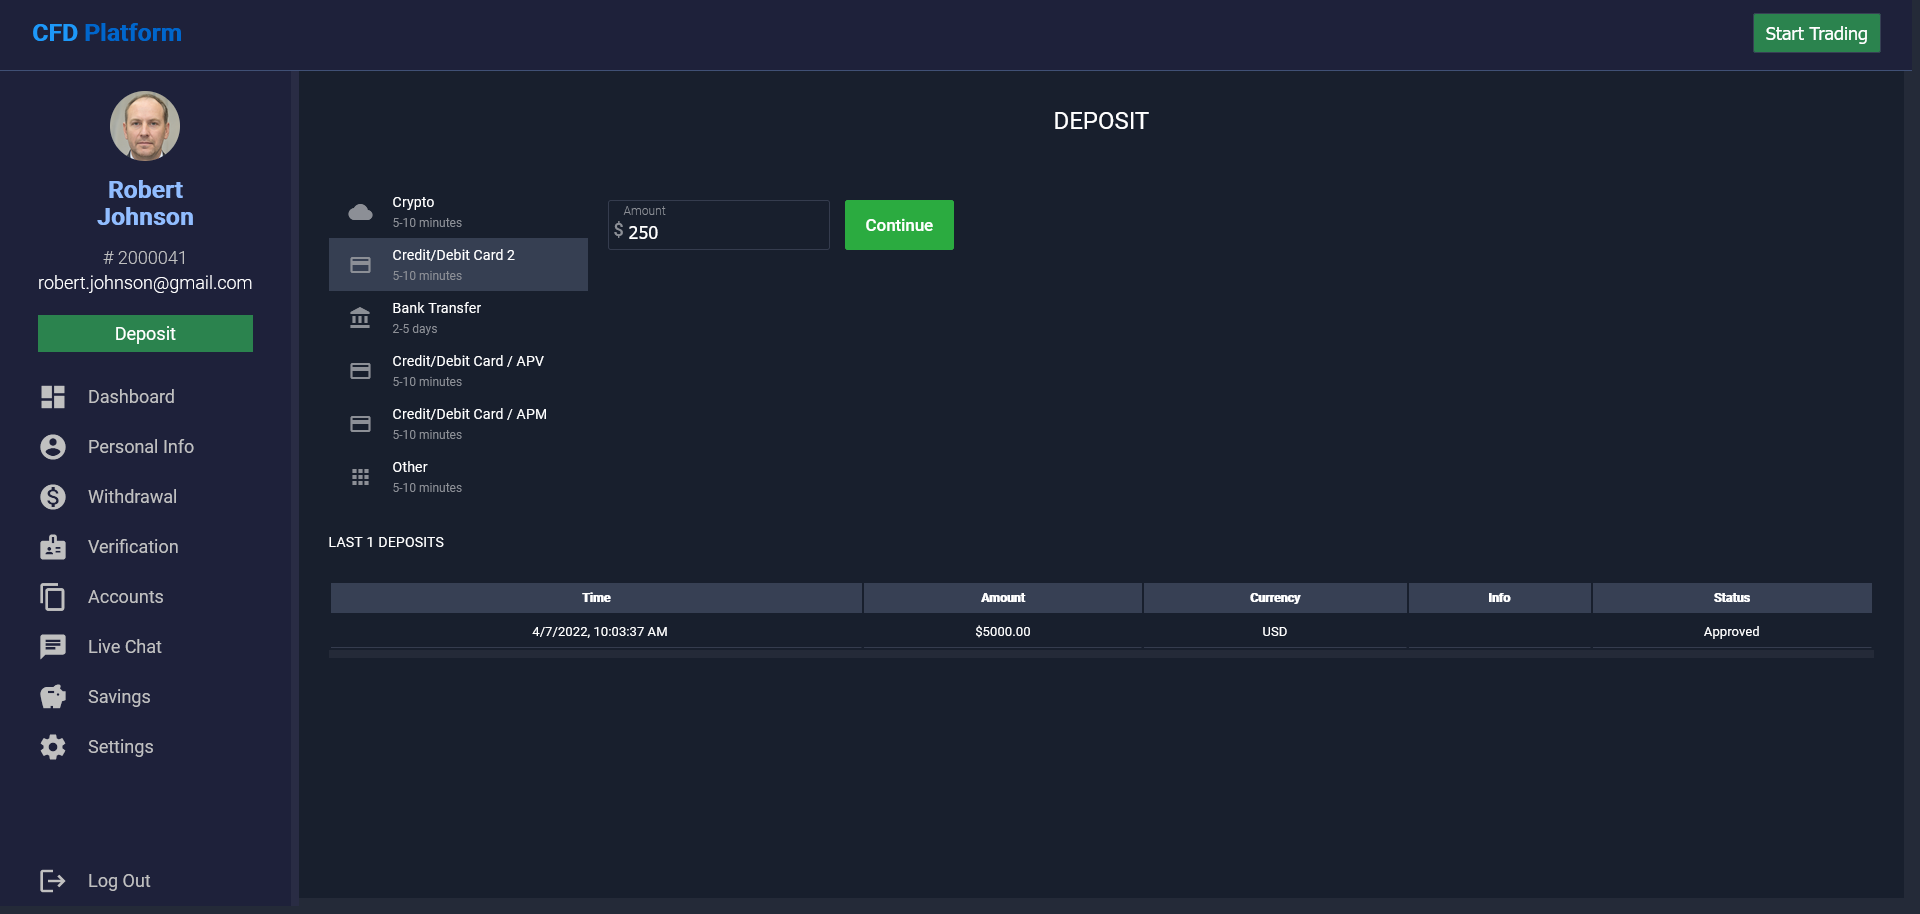 CFD Platform
Start Trading
Robert
Johnson
# 2000041
robert.johnson@gmail.com
Deposit
Dashboard
Personal Info
Withdrawal
Verification
Accounts
Live Chat
Savings
Settings
Log Out
DEPOSIT
Crypto
5-10 minutes
Credit/Debit Card 2
5-10 minutes
Bank Transfer
2-5 days
Credit/Debit Card / APV
5-10 minutes
Credit/Debit Card / APM
5-10 minutes
Other
5-10 minutes
Amount
$ 250
Continue
LAST 1 DEPOSITS
Time Amount Currency Info Status
4/7/2022, 10:03:37 AM $5000.00 USD Approved